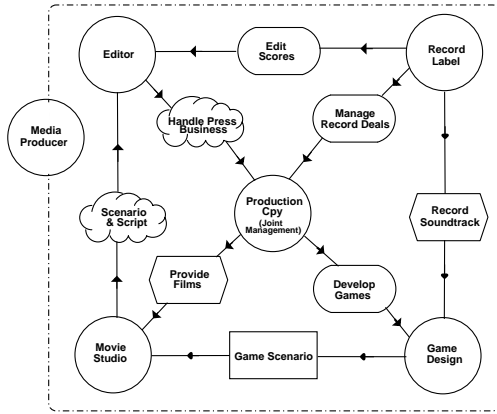 Editor
Edit
Scores
Record
Label
Handle Press
Business
Manage
Record Deals
Media
Producer
Scenario
& Script
Production
Cpy
(Joint
Management)
Record
Soundtrack
Provide
Films
Develop
Games
Movie
Studio
Game Scenario
Game
Design